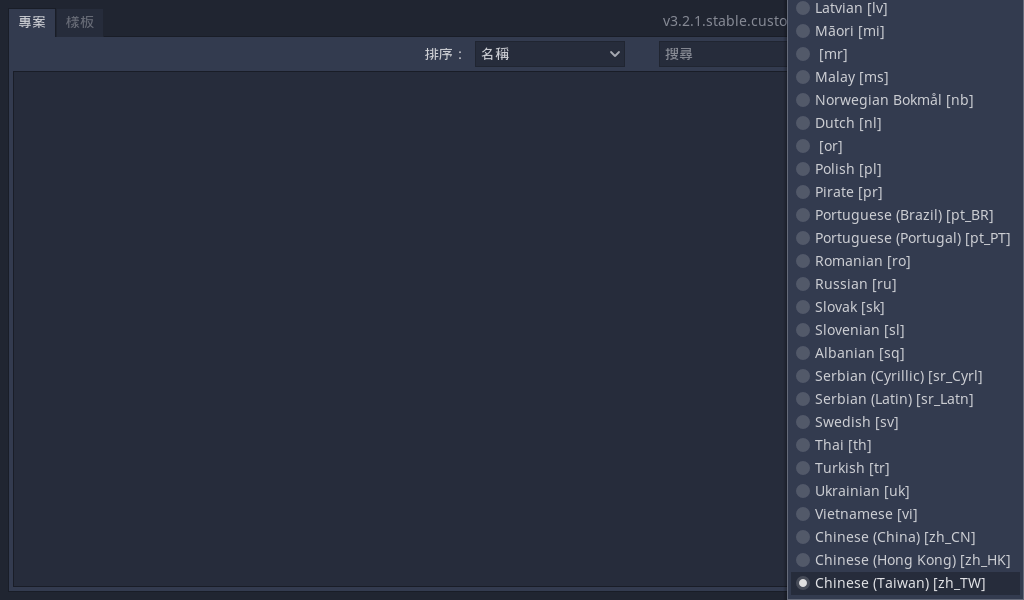 專案 樣板
v3.2.1.stable.custo
排序： 名稱 搜尋
Latvian [lv]
Māori [mi]
[mr]
Malay [ms]
Norwegian Bokmål [nb]
Dutch [nl]
[or]
Polish [pl]
Pirate [pr]
Portuguese (Brazil) [pt_BR]
Portuguese (Portugal) [pt_PT]
Romanian [ro]
Russian [ru]
Slovak [sk]
Slovenian [sl]
Albanian [sq]
Serbian (Cyrillic) [sr_Cyrl]
Serbian (Latin) [sr_Latn]
Swedish [sv]
Thai [th]
Turkish [tr]
Ukrainian [uk]
Vietnamese [vi]
Chinese (China) [zh_CN]
Chinese (Hong Kong) [zh_HK]
Chinese (Taiwan) [zh_TW]